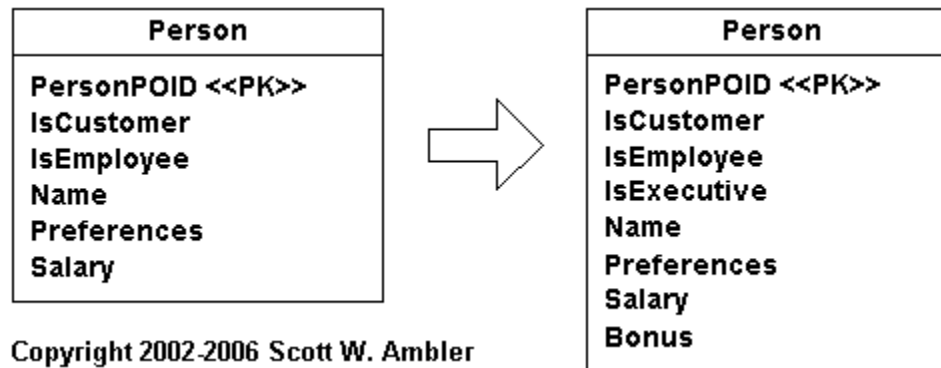 Person
PersonPOID <<PK>>
IsCustomer
IsEmployee
Name
Preferences
Salary
Copyright 2002-2006 Scott W. Ambler
Person
PersonPOID <<PK>>
IsCustomer
IsEmployee
IsExecutive
Name
Preferences
Salary
Bonus